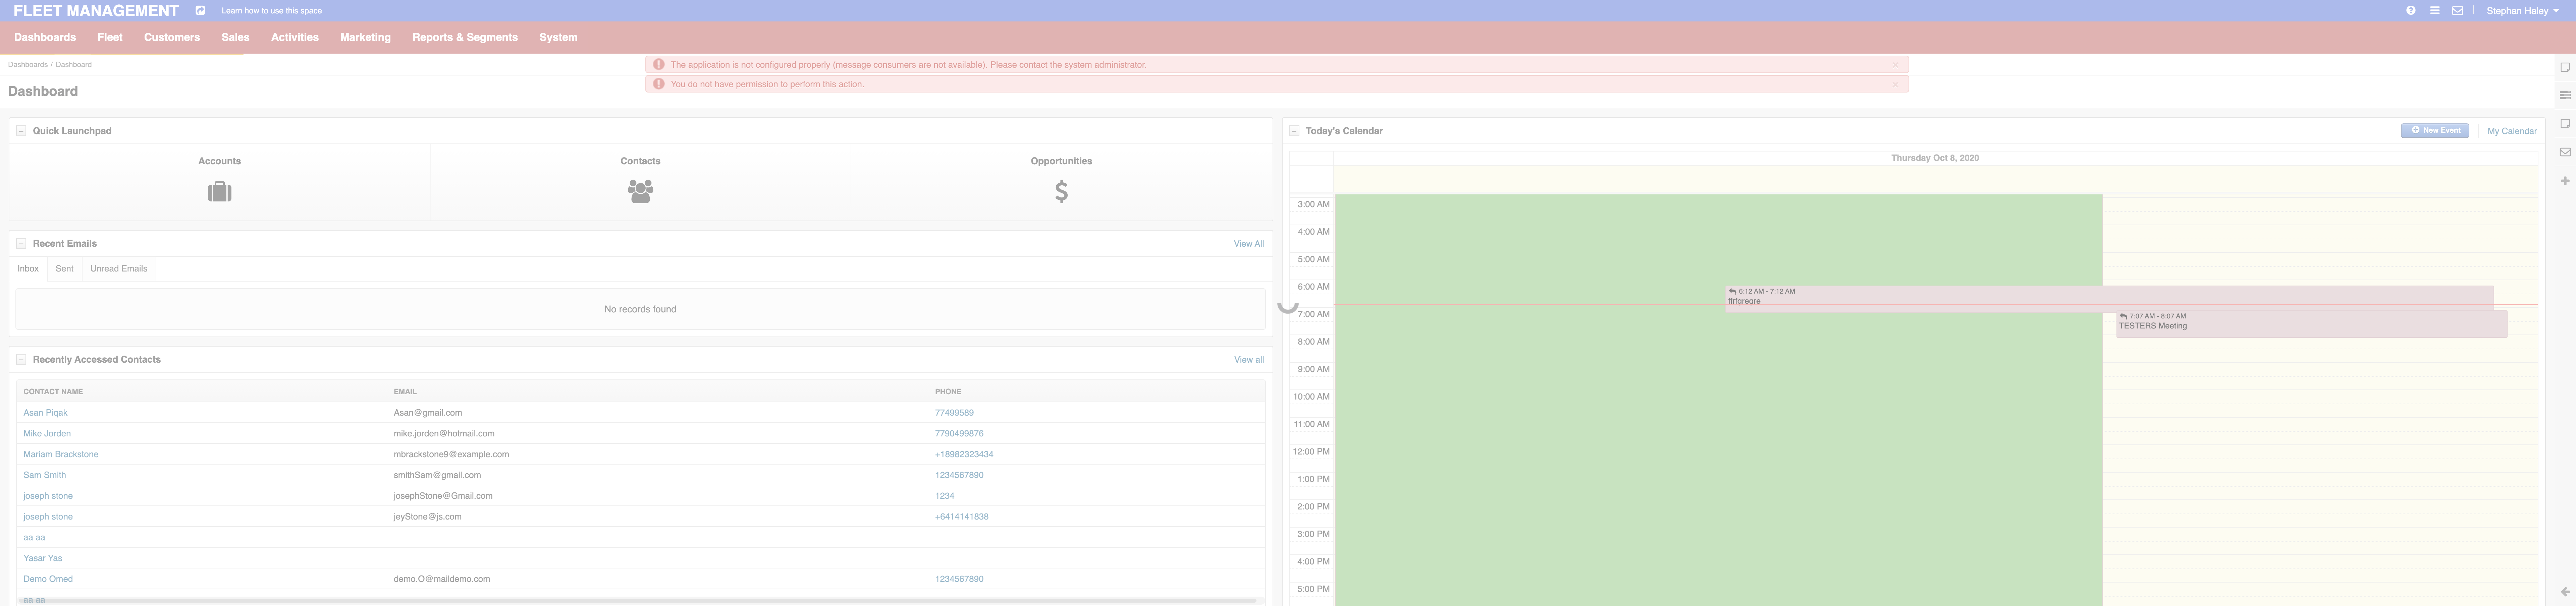 FLEET MANAGEMENT Learn how to use this space Stephan Haley
Dashboards Fleet Customers Sales Activities Marketing Reports & Segments System
Dashboards / Dashboard
The application is not configured properly (message consumers are not available). Please contact the system administrator.
You do not have permission to perform this action.
Dashboard
Quick Launchpad
Accounts Contacts Opportunities
Recent Emails View All
Inbox Sent Unread Emails
No records found
Recently Accessed Contacts View all
CONTACT NAME EMAIL PHONE
Asan Piqak Asan@gmail.com 77499589
Mike Jorden mike.jorden@hotmail.com 7790499876
Mariam Brackstone mbrackstone9@example.com +18982323434
Sam Smith smithSam@gmail.com 1234567890
joseph stone josephStone@Gmail.com 1234
joseph stone jeyStone@js.com +6414141838
aa aa
Yasar Yas
Demo Omed demo.O@maildemo.com 1234567890
aa aa
Today's Calendar New Event My Calendar
Thursday Oct 8, 2020
3:00 AM
4:00 AM
5:00 AM
6:00 AM
6:12 AM - 7:12 AM
ffrfgregre
7:00 AM
7:07 AM - 8:07 AM
TESTERS Meeting
8:00 AM
9:00 AM
10:00 AM
11:00 AM
12:00 PM
1:00 PM
2:00 PM
3:00 PM
4:00 PM
5:00 PM